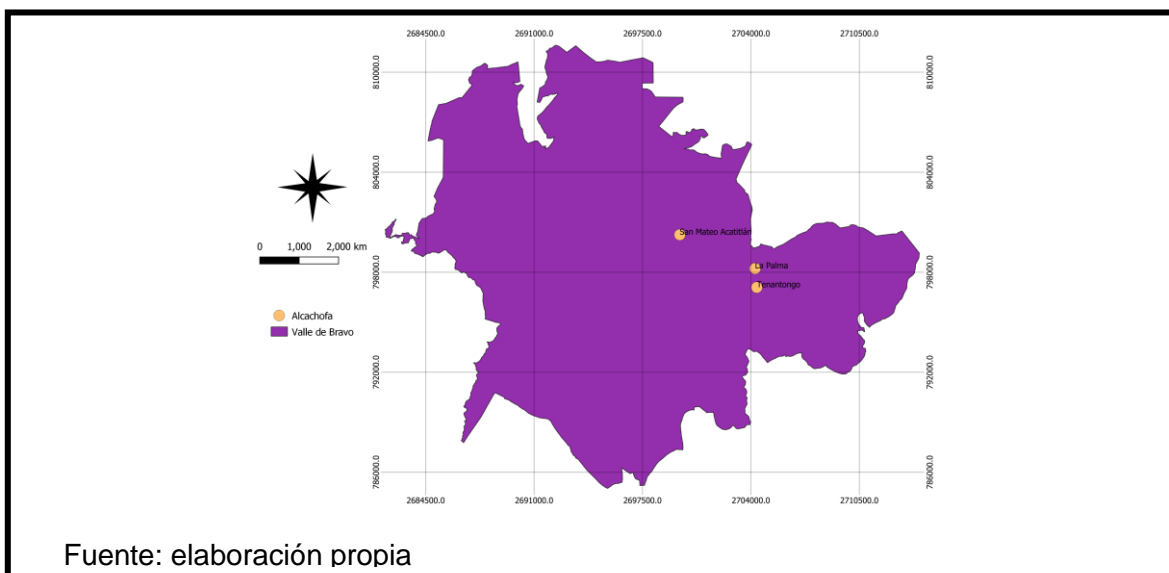 2684500.0 2691000.0 2697500.0 2704000.0 2710500.0
810000.0 810000.0
804000.0 804000.0
San Mateo Acatitlán
0 1,000 2,000 km
La Palma
798000.0 798000.0
Tenantongo
Alcachofa
Valle de Bravo
792000.0 792000.0
786000.0 786000.0
2684500.0 2691000.0 2697500.0 2704000.0 2710500.0
Fuente: elaboración propia